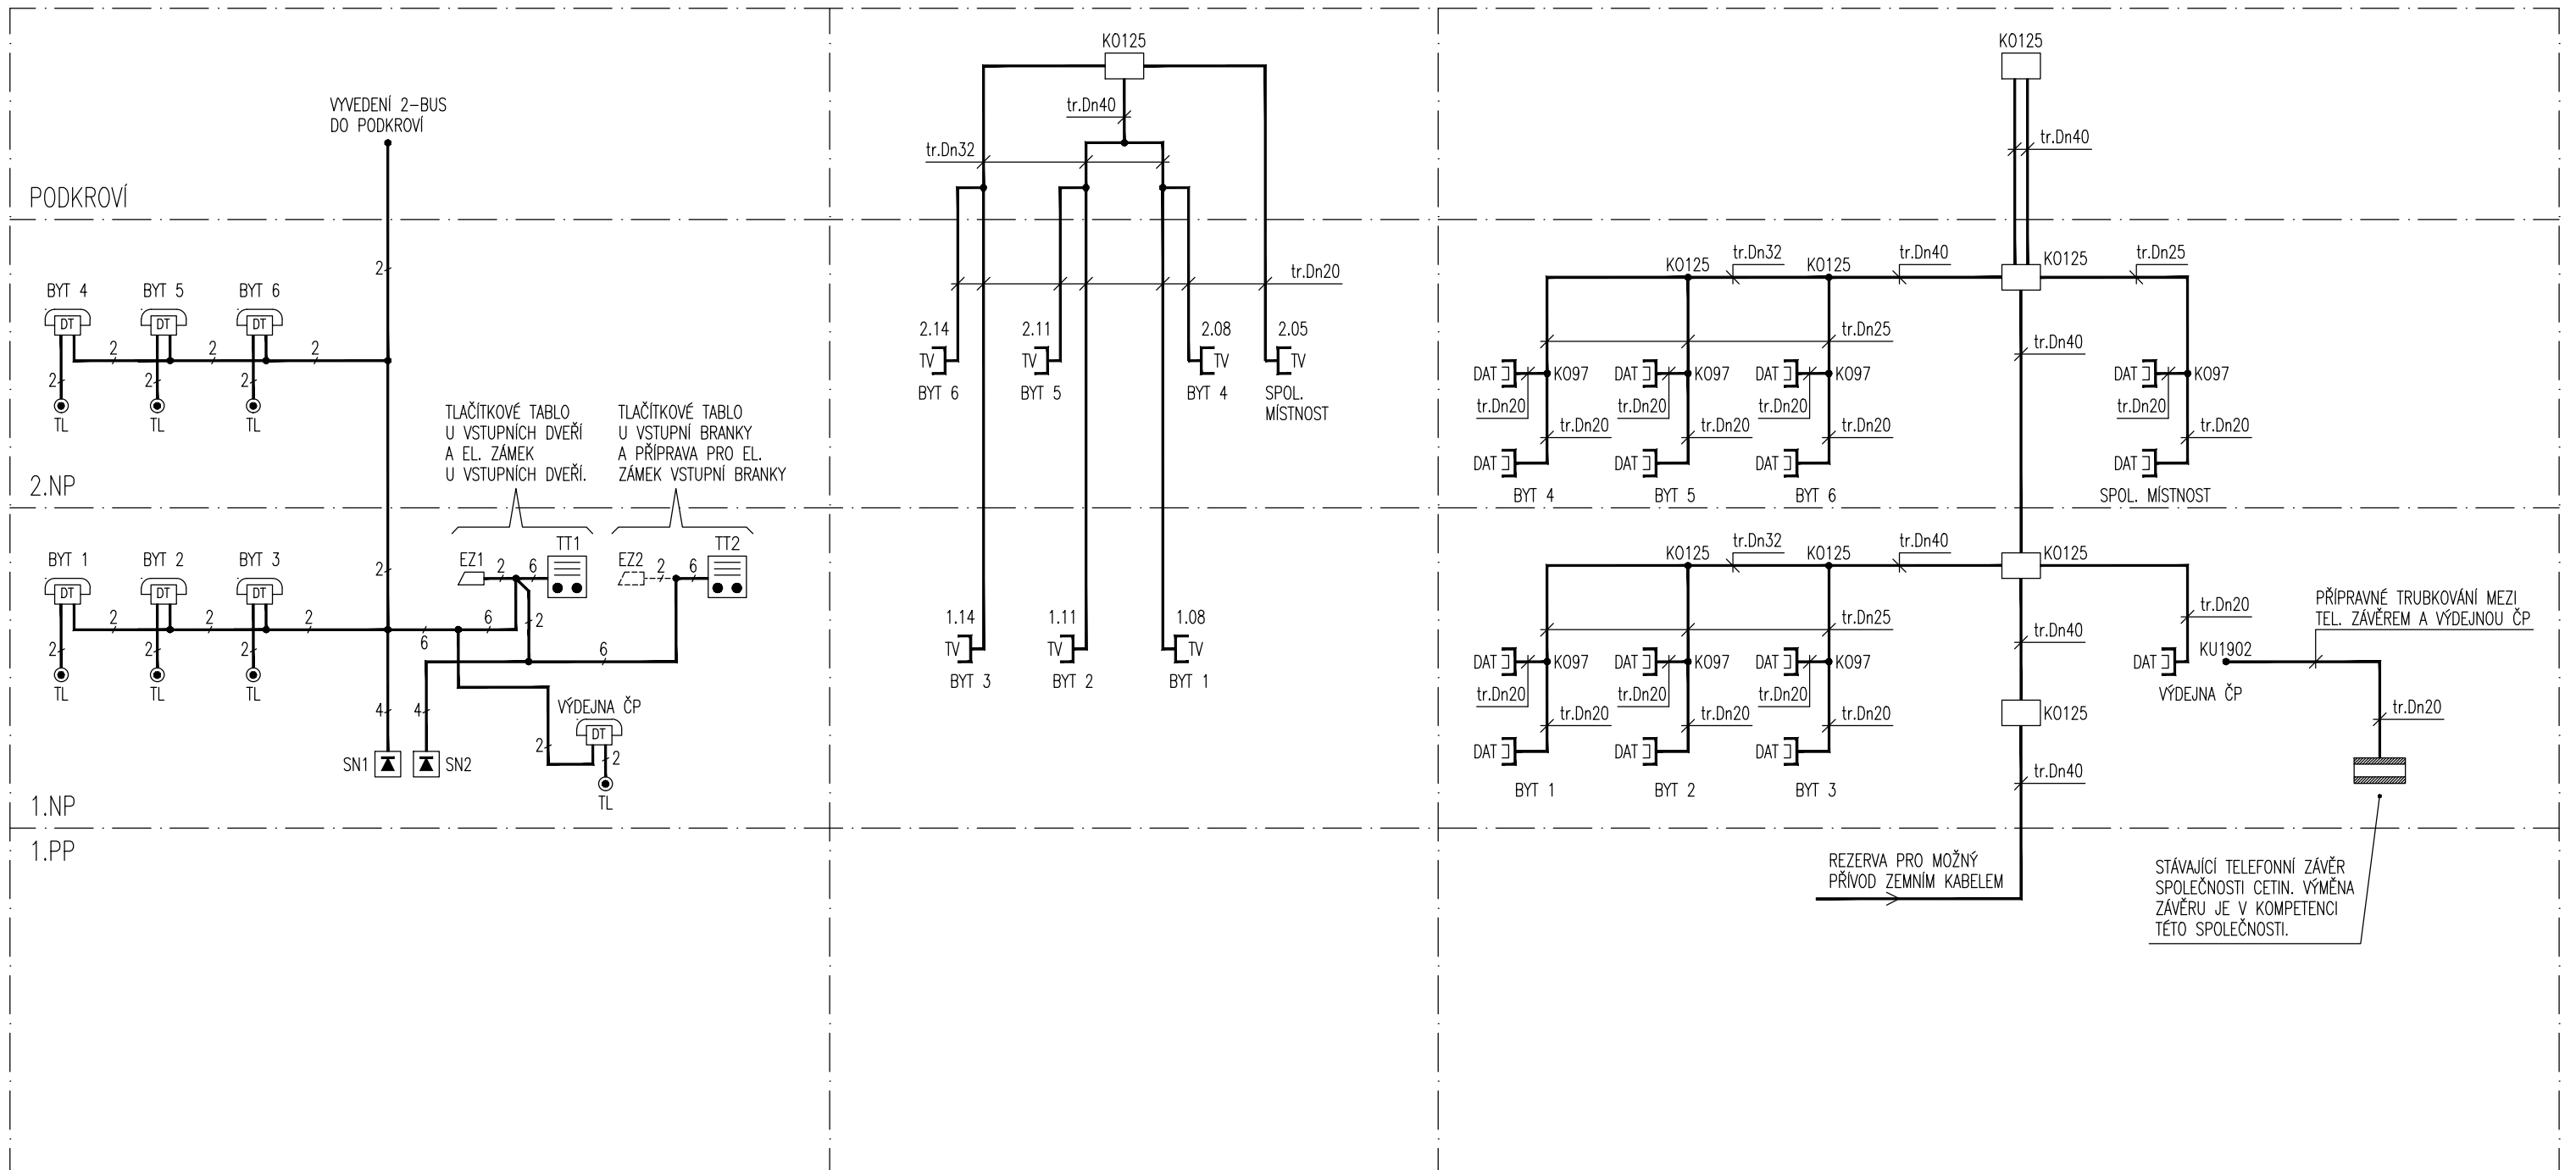 VYVEDENÍ 2-BUS
DO PODKROVÍ
PODKROVÍ
2
BYT 4
BYT 5
BYT 6
DT
DT
DT
2
2
2
2
2
2
TL
TL
TL
TLAČÍTKOVÉ TABLO
U VSTUPNÍCH DVEŘÍ
A EL. ZÁMEK
U VSTUPNÍCH DVEŘÍ.
TLAČÍTKOVÉ TABLO
U VSTUPNÍ BRANKY
A PŘÍPRAVA PRO EL.
ZÁMEK VSTUPNÍ BRANKY
2.NP
BYT 1
BYT 2
BYT 3
DT
DT
DT
2
EZ1
2
6
TT1
EZ2
2
6
TT2
2
2
2
6
6
2
6
2
2
2
TL
TL
TL
4
4
VÝDEJNA ČP
DT
2
2
SN1
SN2
TL
1.NP
1.PP
KO125
tr.Dn40
tr.Dn32
tr.Dn20
2.14
2.11
2.08
2.05
TV
TV
TV
TV
BYT 6
BYT 5
BYT 4
SPOL.
MÍSTNOST
1.14
1.11
1.08
TV
TV
TV
BYT 3
BYT 2
BYT 1
KO125
tr.Dn40
KO125
tr.Dn32
KO125
tr.Dn40
KO125
tr.Dn25
tr.Dn25
tr.Dn40
DAT
KO97
DAT
KO97
DAT
KO97
DAT
KO97
tr.Dn20
tr.Dn20
tr.Dn20
tr.Dn20
tr.Dn20
tr.Dn20
tr.Dn20
tr.Dn20
DAT
DAT
DAT
DAT
BYT 4
BYT 5
BYT 6
SPOL. MÍSTNOST
KO125
tr.Dn32
KO125
tr.Dn40
KO125
tr.Dn25
tr.Dn40
tr.Dn20
PŘÍPRAVNÉ TRUBKOVÁNÍ MEZI
TEL. ZÁVĚREM A VÝDEJNOU ČP
DAT
KO97
DAT
KO97
DAT
KO97
DAT
KU1902
VÝDEJNA ČP
tr.Dn20
tr.Dn20
tr.Dn20
tr.Dn20
tr.Dn20
tr.Dn20
KO125
tr.Dn20
DAT
DAT
DAT
tr.Dn40
BYT 1
BYT 2
BYT 3
REZERVA PRO MOŽNÝ
PŘÍVOD ZEMNÍM KABELEM
STÁVAJÍCÍ TELEFONNÍ ZÁVĚR
SPOLEČNOSTI CETIN. VÝMĚNA
ZÁVĚRU JE V KOMPETENCI
TÉTO SPOLEČNOSTI.